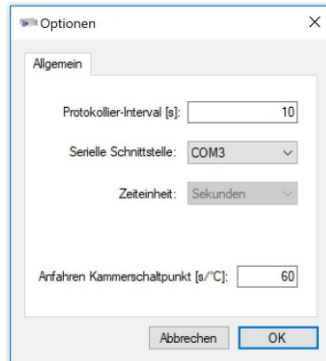 Optionen
Allgemein
Protokollier-Interval [s]: 10
Serielle Schnittstelle: COM3
Zeiteinheit: Sekunden
Anfahren Kammerschaltpunkt [s/°C]: 60
Abbrechen OK